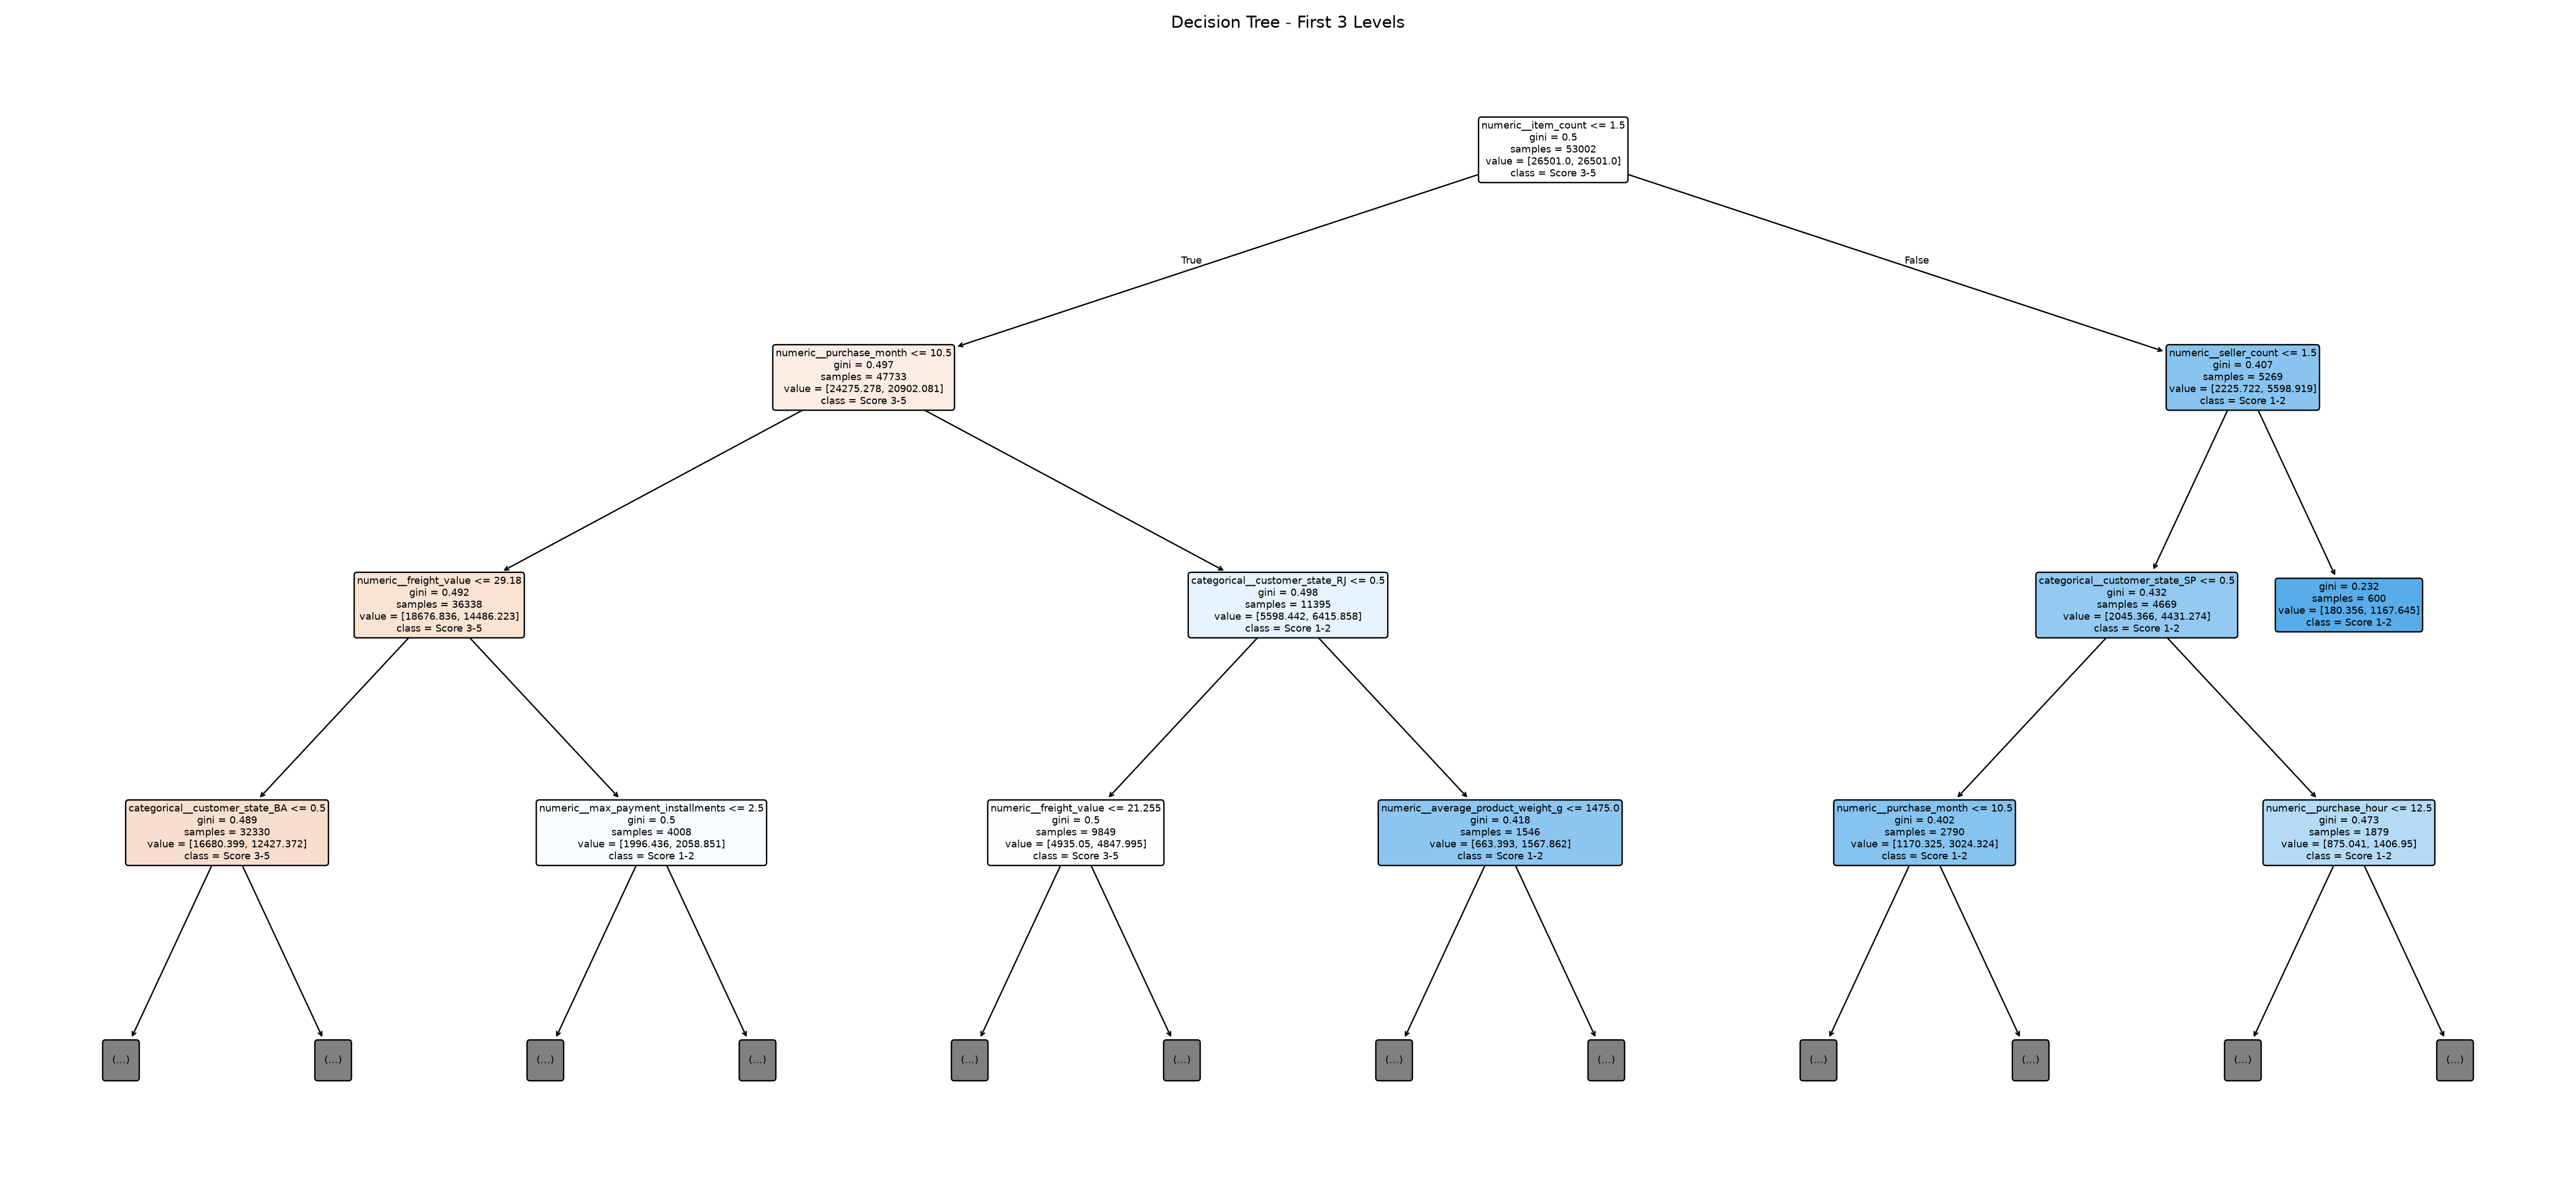 Decision Tree - First 3 Levels
numeric__item_count <= 1.5
gini = 0.5
samples = 53002
value = [26501.0, 26501.0]
class = Score 3-5
True
False
numeric__purchase_month <= 10.5
gini = 0.497
samples = 47733
value = [24275.278, 20902.081]
class = Score 3-5
numeric__seller_count <= 1.5
gini = 0.407
samples = 5269
value = [2225.722, 5598.919]
class = Score 1-2
numeric__freight_value <= 29.18
gini = 0.492
samples = 36338
value = [18676.836, 14486.223]
class = Score 3-5
categorical__customer_state_RJ <= 0.5
gini = 0.498
samples = 11395
value = [5598.442, 6415.858]
class = Score 1-2
categorical__customer_state_SP <= 0.5
gini = 0.432
samples = 4669
value = [2045.366, 4431.274]
class = Score 1-2
gini = 0.232
samples = 600
value = [180.356, 1167.645]
class = Score 1-2
categorical__customer_state_BA <= 0.5
gini = 0.489
samples = 32330
value = [16680.399, 12427.372]
class = Score 3-5
numeric__max_payment_installments <= 2.5
gini = 0.5
samples = 4008
value = [1996.436, 2058.851]
class = Score 1-2
numeric__freight_value <= 21.255
gini = 0.5
samples = 9849
value = [4935.05, 4847.995]
class = Score 3-5
numeric__average_product_weight_g <= 1475.0
gini = 0.418
samples = 1546
value = [663.393, 1567.862]
class = Score 1-2
numeric__purchase_month <= 10.5
gini = 0.402
samples = 2790
value = [1170.325, 3024.324]
class = Score 1-2
numeric__purchase_hour <= 12.5
gini = 0.473
samples = 1879
value = [875.041, 1406.95]
class = Score 1-2
(...)
(...)
(...)
(...)
(...)
(...)
(...)
(...)
(...)
(...)
(...)
(...)